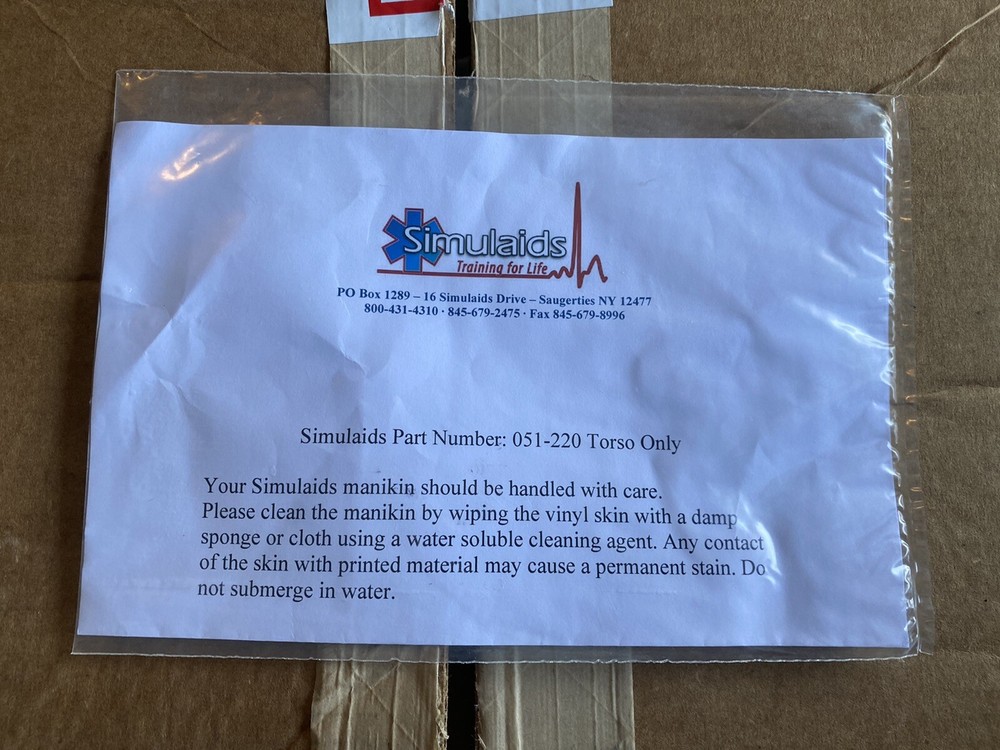 Simulaids
Training for Life
PO Box 1289 – 16 Simulaids Drive – Saugerties NY 12477
800-431-4310 · 845-679-2475 · Fax 845-679-8996
Simulaids Part Number: 051-220 Torso Only
Your Simulaids manikin should be handled with care.
Please clean the manikin by wiping the vinyl skin with a damp
sponge or cloth using a water soluble cleaning agent. Any contact
of the skin with printed material may cause a permanent stain. Do
not submerge in water.